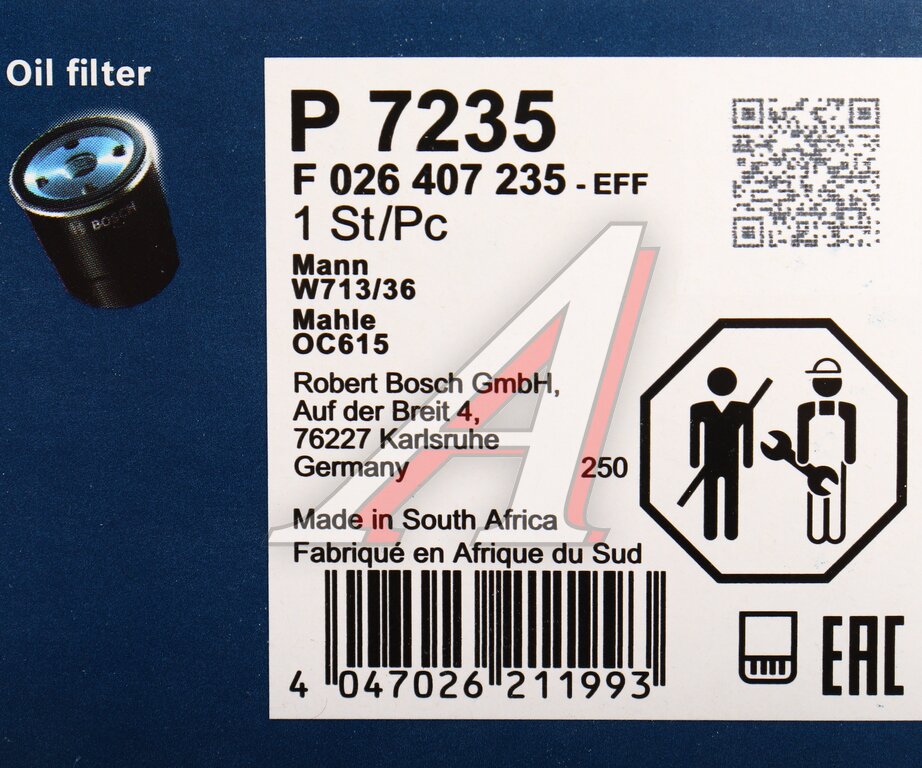 Oil filter
BOSCH
P 7235
F 026 407 235 - EFF
1 St/Pc
Mann
W713/36
Mahle
OC615
Robert Bosch GmbH,
Auf der Breit 4,
76227 Karlsruhe
Germany 250
Made in South Africa
Fabriqué en Afrique du Sud
4 047026 211993
EAC